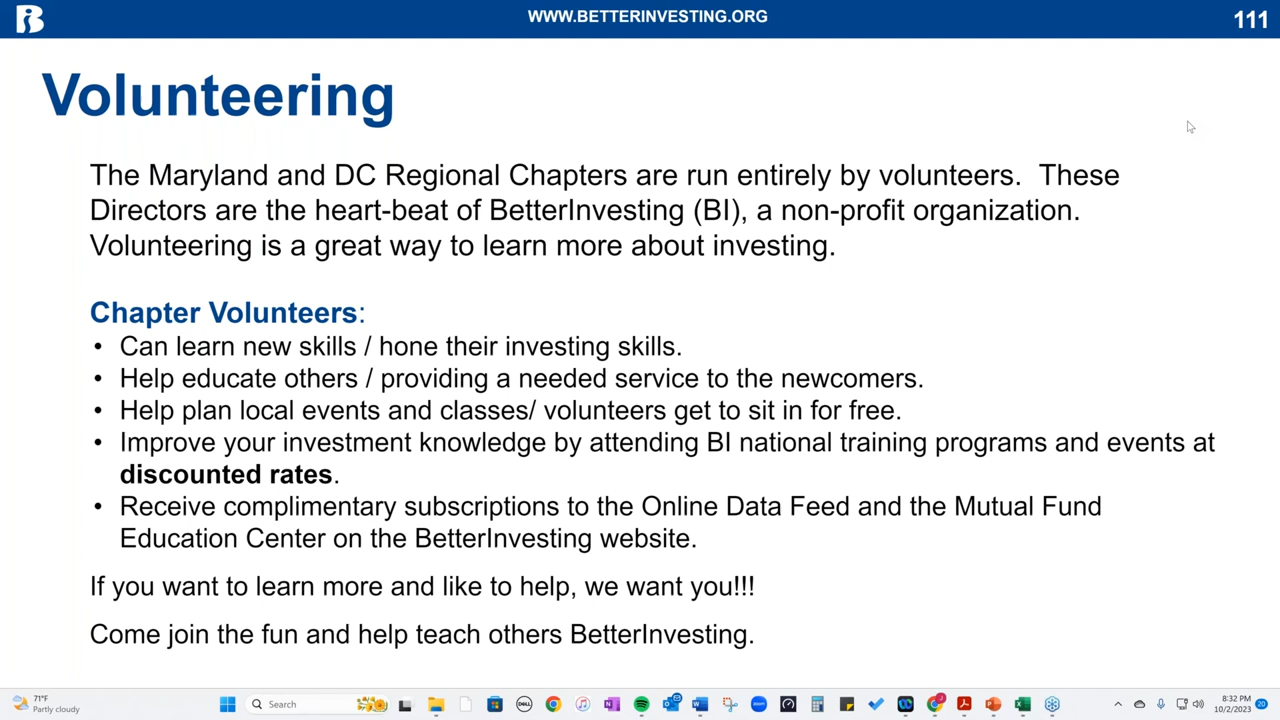 WWW.BETTERINVESTING.ORG
111
Volunteering
The Maryland and DC Regional Chapters are run entirely by volunteers.  These
Directors are the heart-beat of BetterInvesting (BI), a non-profit organization.
Volunteering is a great way to learn more about investing.
Chapter Volunteers:
• Can learn new skills / hone their investing skills.
• Help educate others / providing a needed service to the newcomers.
• Help plan local events and classes/ volunteers get to sit in for free.
• Improve your investment knowledge by attending BI national training programs and events at
discounted rates.
• Receive complimentary subscriptions to the Online Data Feed and the Mutual Fund
Education Center on the BetterInvesting website.
If you want to learn more and like to help, we want you!!!
Come join the fun and help teach others BetterInvesting.
71°F
Partly cloudy
Search
DELL
zoom
8:32 PM
10/2/2023
20